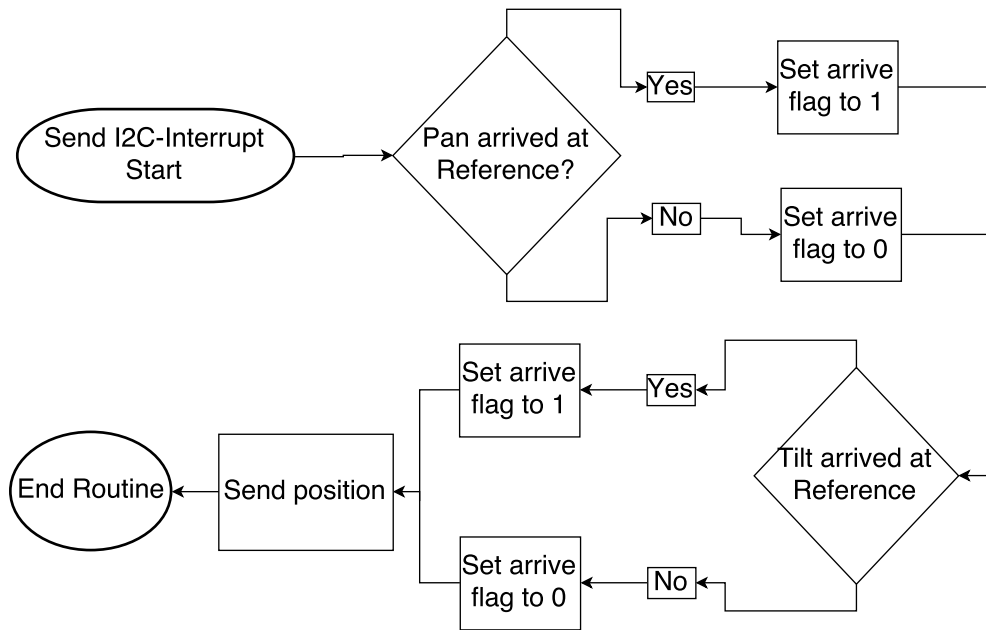 Send I2C-Interrupt
Start
Pan arrived at
Reference?
Yes
Set arrive
flag to 1
No
Set arrive
flag to 0
Tilt arrived at
Reference
Yes
Set arrive
flag to 1
No
Set arrive
flag to 0
Send position
End Routine